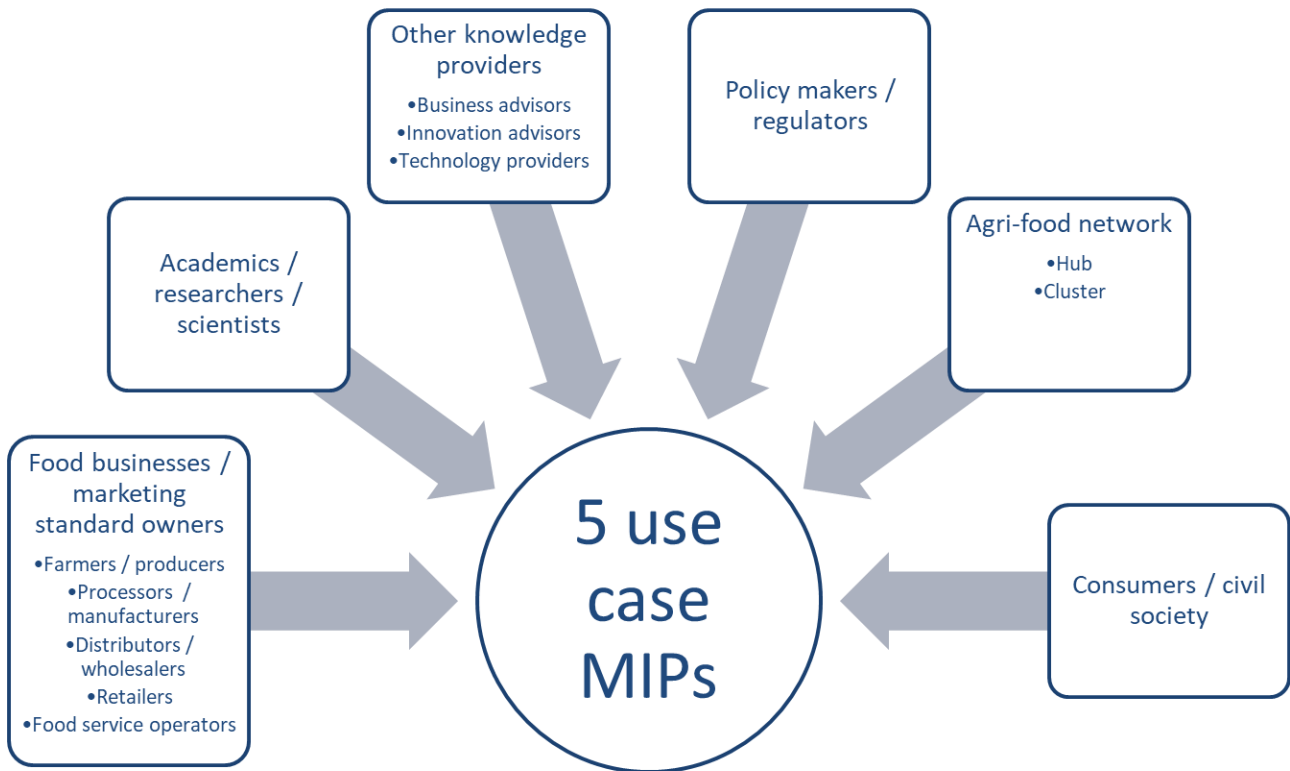 Other knowledge
providers
•Business advisors
•Innovation advisors
•Technology providers
Policy makers /
regulators
Academics /
researchers /
scientists
Agri-food network
•Hub
•Cluster
Food businesses /
marketing
standard owners
•Farmers / producers
•Processors /
manufacturers
•Distributors /
wholesalers
•Retailers
•Food service operators
5 use
case
MIPs
Consumers / civil
society